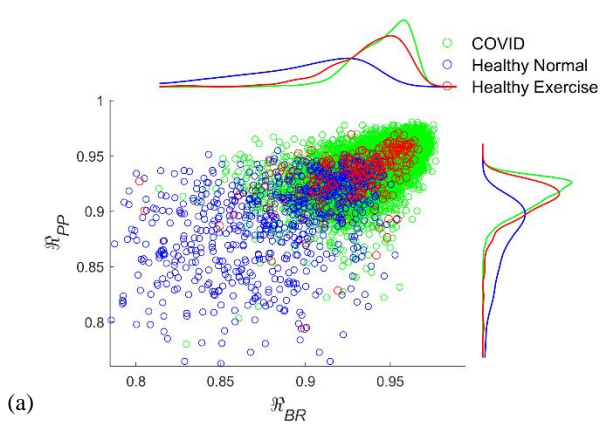 COVID
Healthy Normal
Healthy Exercise
1
0.95
0.9
0.85
0.8
ℜPP
0.8 0.85 0.9 0.95
ℜBR
(a)